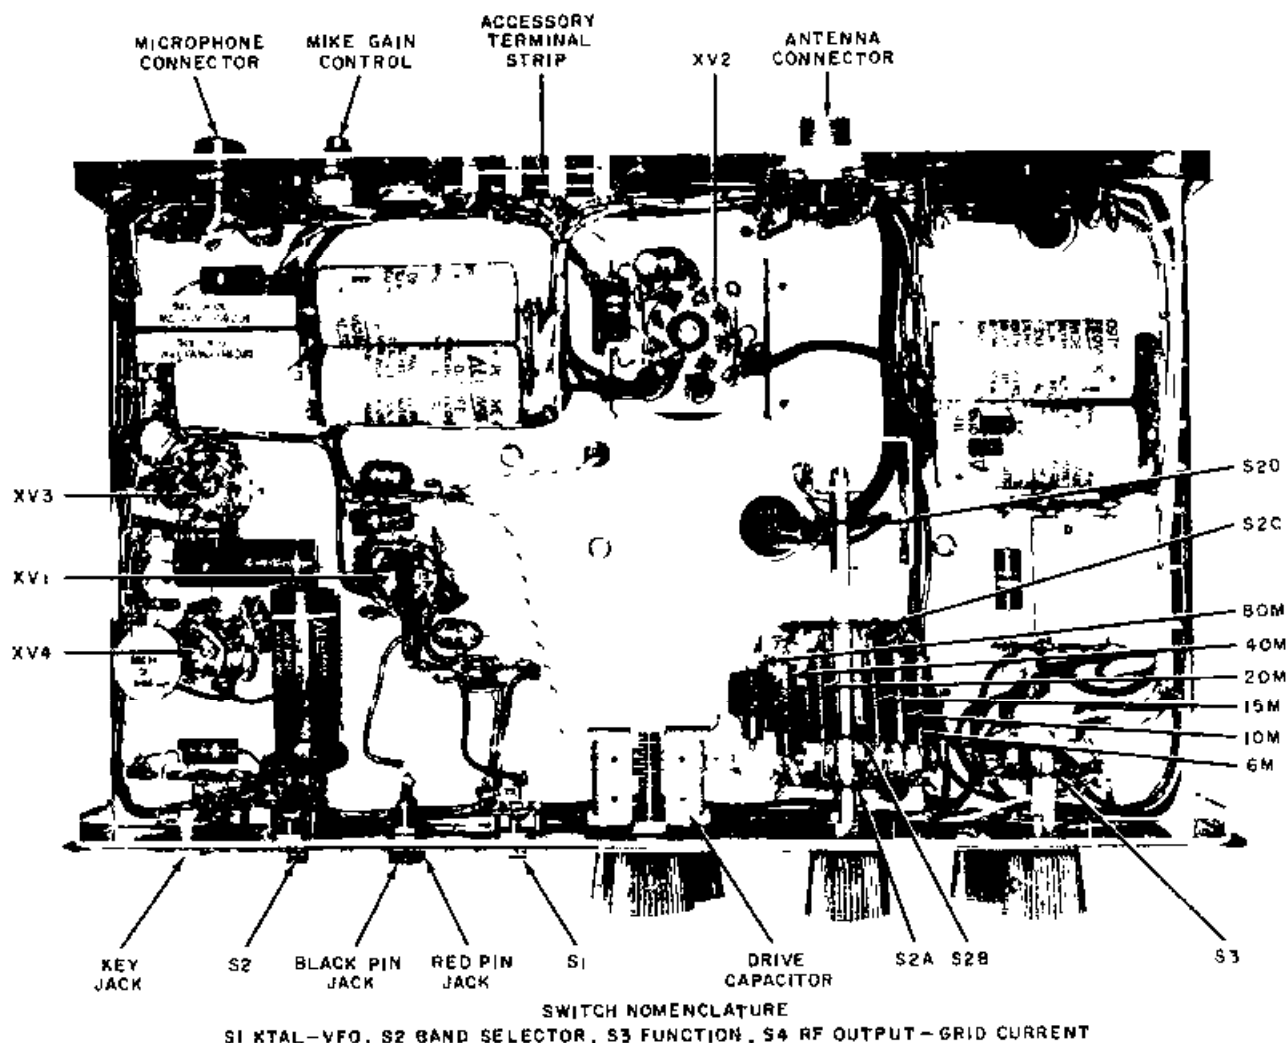 MICROPHONE
CONNECTOR
MIKE GAIN
CONTROL
ACCESSORY
TERMINAL
STRIP
XV2
ANTENNA
CONNECTOR
XV3
XV1
XV4
S2D
S2C
80M
40M
20M
15M
10M
6M
KEY
JACK
S2
BLACK PIN
JACK
RED PIN
JACK
S1
DRIVE
CAPACITOR
S2A
S2B
S3
SWITCH NOMENCLATURE
S1 XTAL-VFO, S2 BAND SELECTOR, S3 FUNCTION, S4 RF OUTPUT-GRID CURRENT